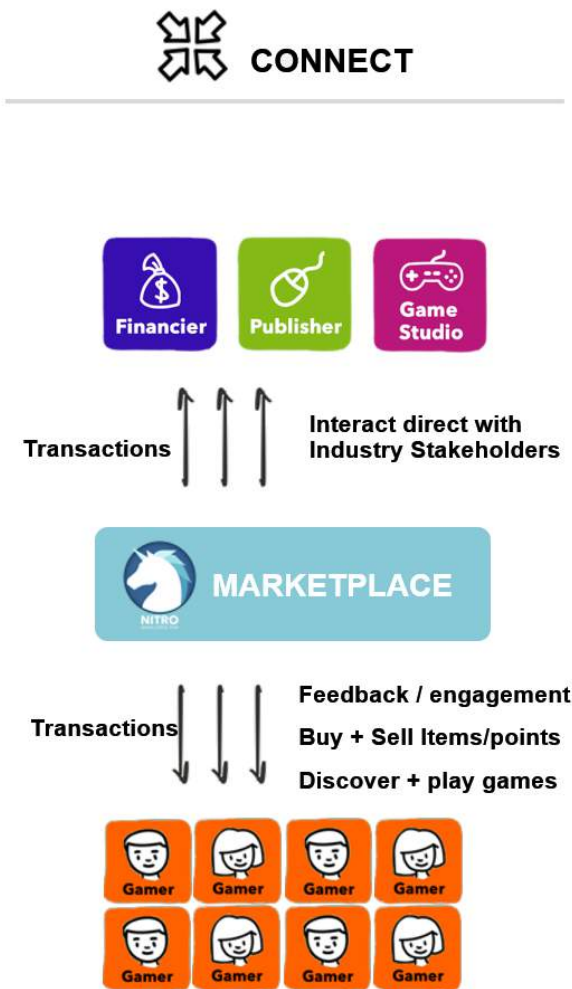 CONNECT
Financier
Publisher
Game
Studio
Transactions
Interact direct with
Industry Stakeholders
NITRO
MARKETPLACE
Transactions
Feedback / engagement
Buy + Sell Items/points
Discover + play games
Gamer Gamer Gamer Gamer
Gamer Gamer Gamer Gamer